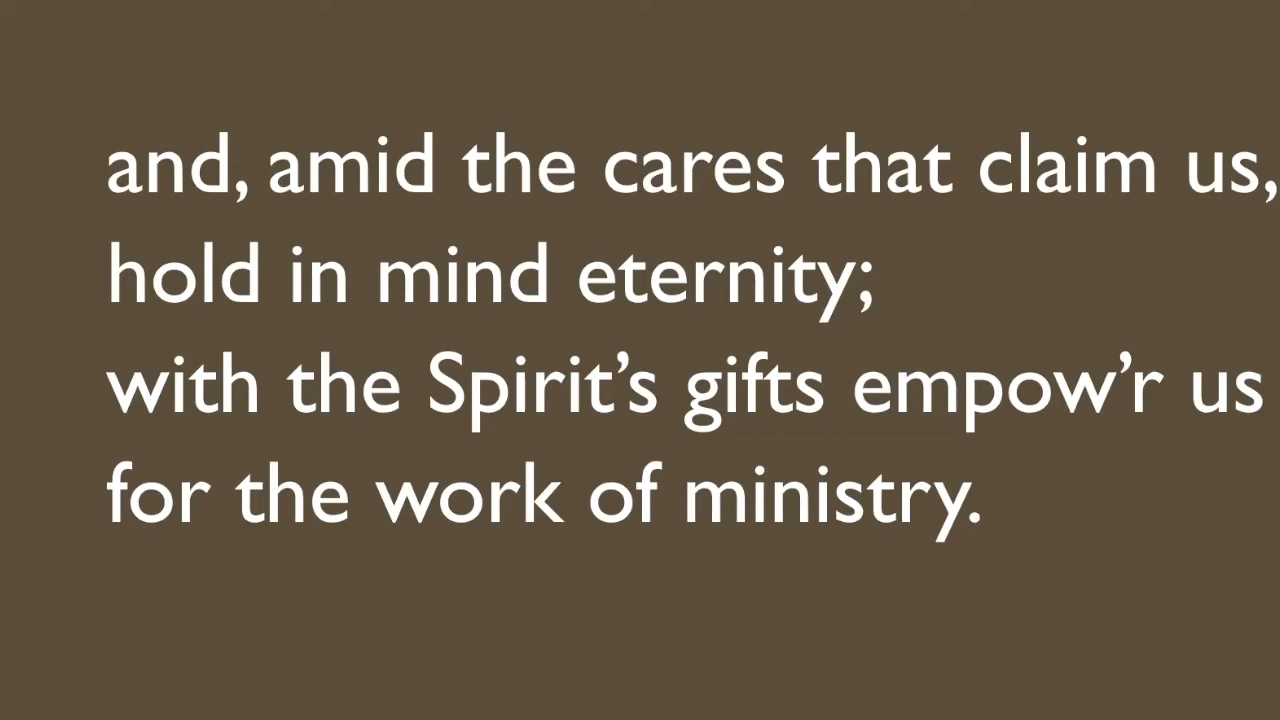 and, amid the cares that claim us,
hold in mind eternity;
with the Spirit’s gifts empow’r us
for the work of ministry.